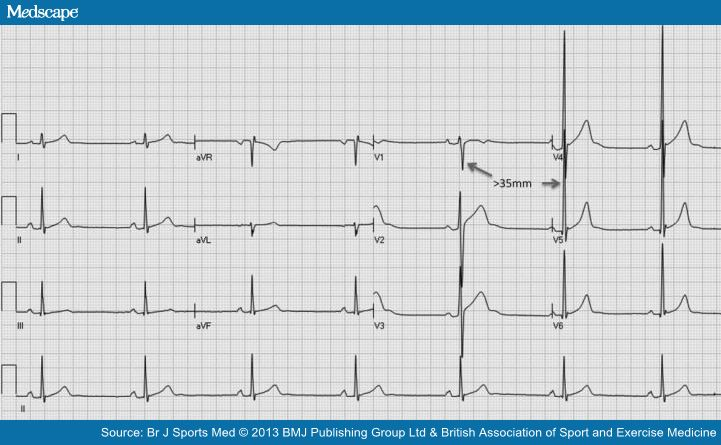 Medscape
I
aVR
V1
V4
>35mm
II
aVL
V2
V5
III
aVF
V3
V6
II
Source: Br J Sports Med © 2013 BMJ Publishing Group Ltd & British Association of Sport and Exercise Medicine